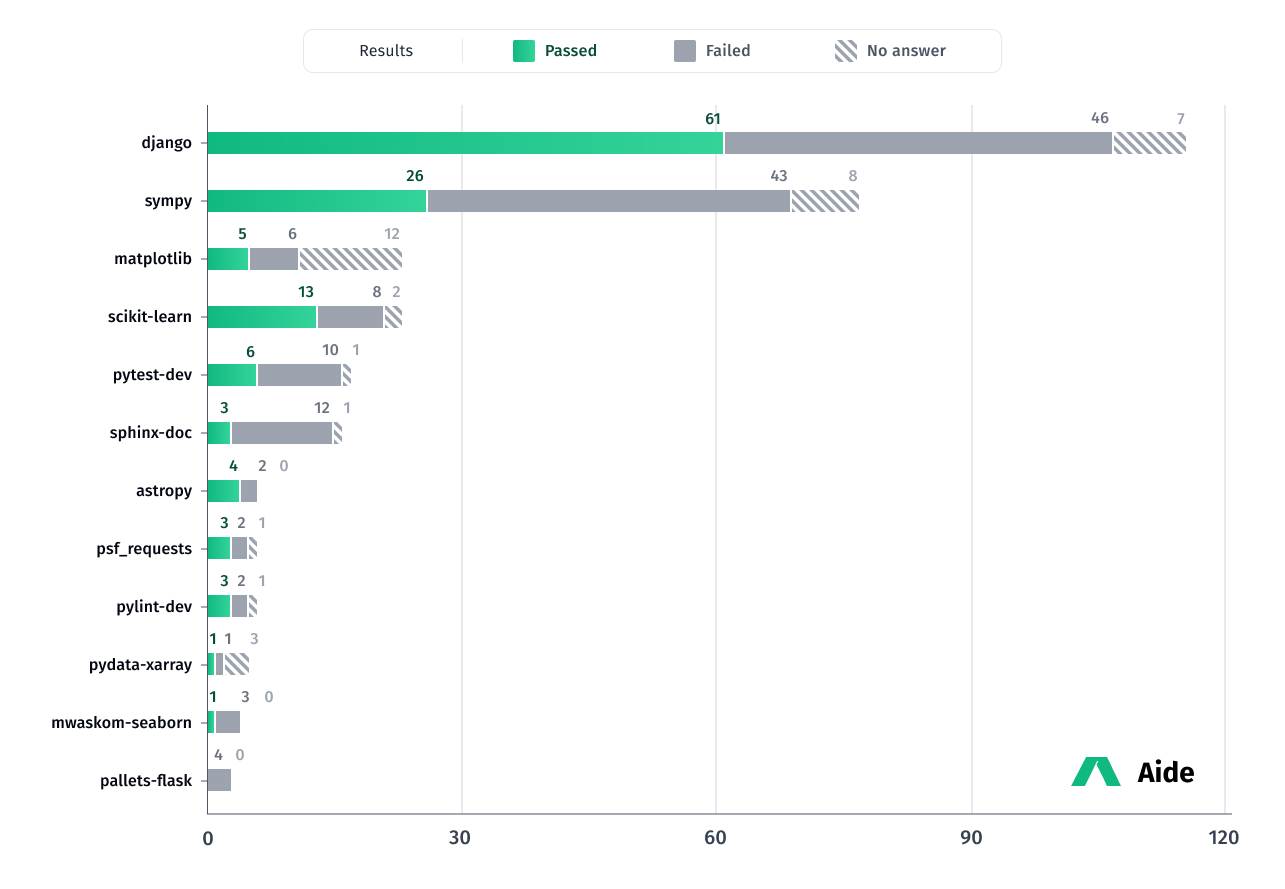 Results Passed Failed No answer
61 46 7
django
26 43 8
sympy
5 6 12
matplotlib
13 8 2
scikit-learn
6 10 1
pytest-dev
3 12 1
sphinx-doc
4 2 0
astropy
3 2 1
psf_requests
3 2 1
pylint-dev
1 1 3
pydata-xarray
1 3 0
mwaskom-seaborn
4 0
pallets-flask
Aide
0 30 60 90 120